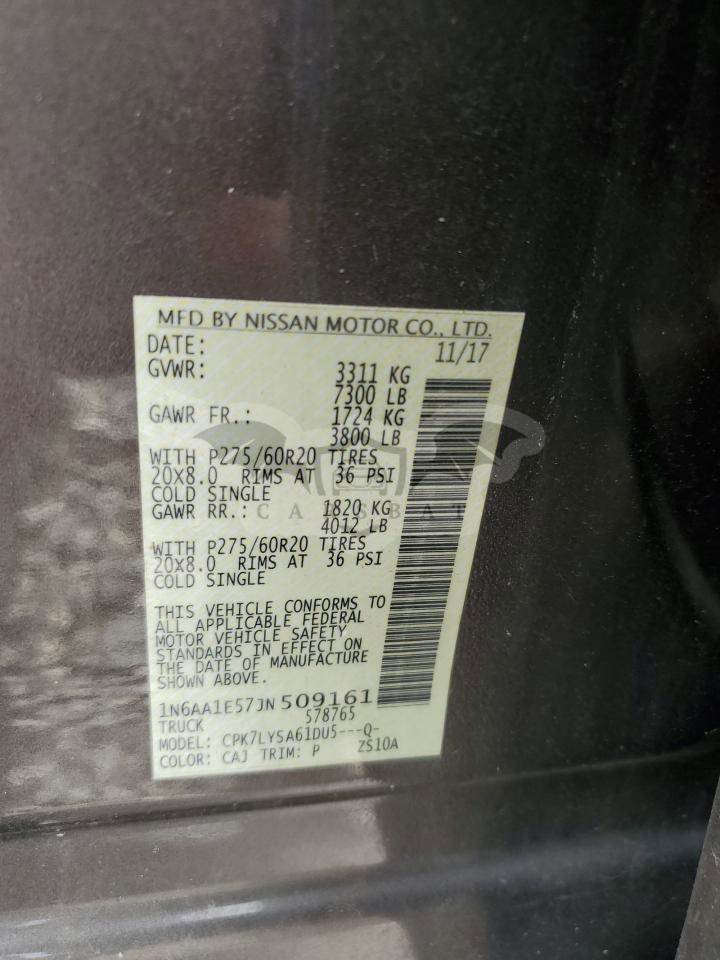 MFD BY NISSAN MOTOR CO., LTD.
DATE: 11/17
GVWR: 3311 KG
7300 LB
GAWR FR.: 1724 KG
3800 LB
WITH P275/60R20 TIRES
20X8.0 RIMS AT 36 PSI
COLD SINGLE
GAWR RR.: 1820 KG
4012 LB
WITH P275/60R20 TIRES
20X8.0 RIMS AT 36 PSI
COLD SINGLE
THIS VEHICLE CONFORMS TO
ALL APPLICABLE FEDERAL
MOTOR VEHICLE SAFETY
STANDARDS IN EFFECT ON
THE DATE OF MANUFACTURE
SHOWN ABOVE.
1N6AA1E57JN509161
TRUCK 578765
MODEL: CPK7LYSA61DU5---Q-
COLOR: CAJ TRIM: P ZS10A